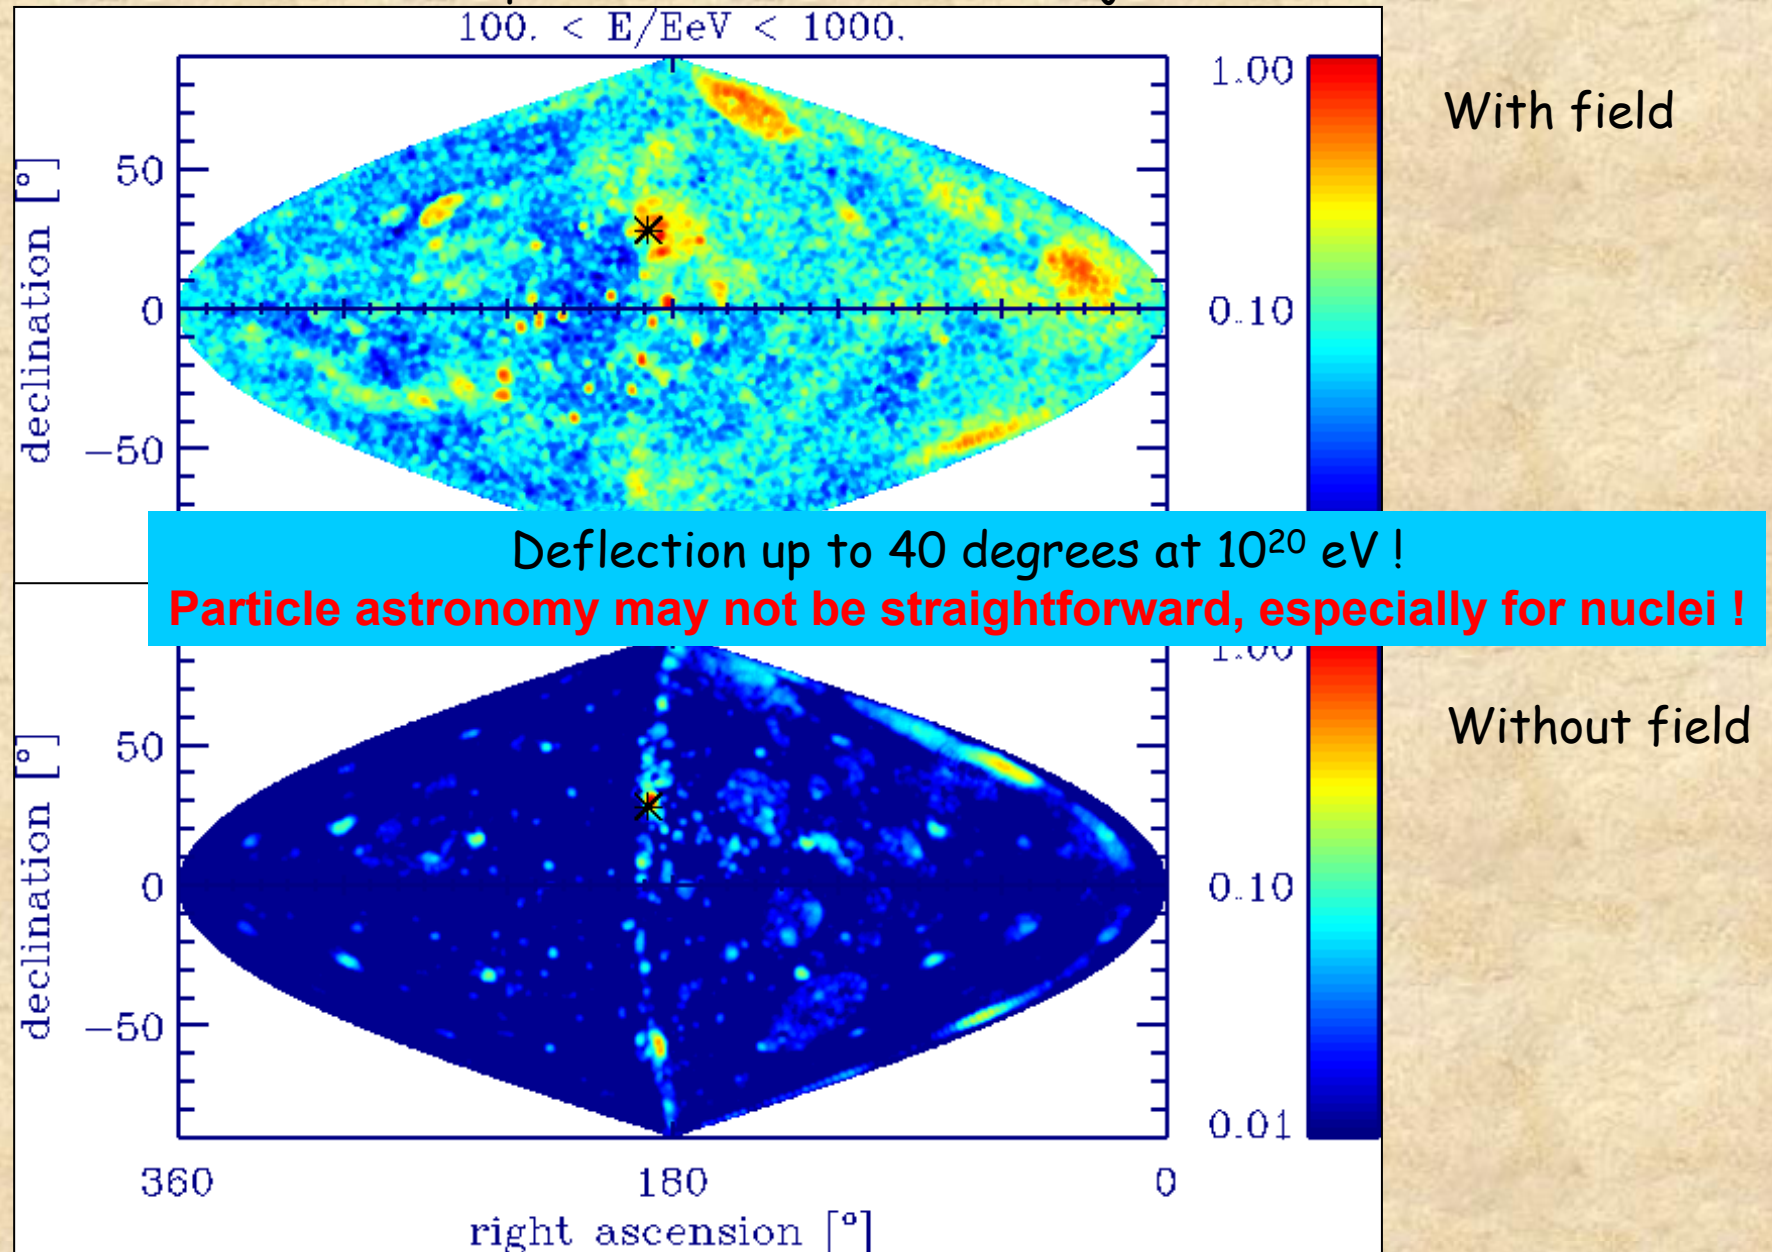 100. < E/EeV < 1000.
With field
declination [°]
50
0
−50
1.00
0.10
Deflection up to 40 degrees at 10²⁰ eV !
Particle astronomy may not be straightforward, especially for nuclei !
Without field
declination [°]
50
0
−50
1.00
0.10
0.01
360
180
0
right ascension [°]